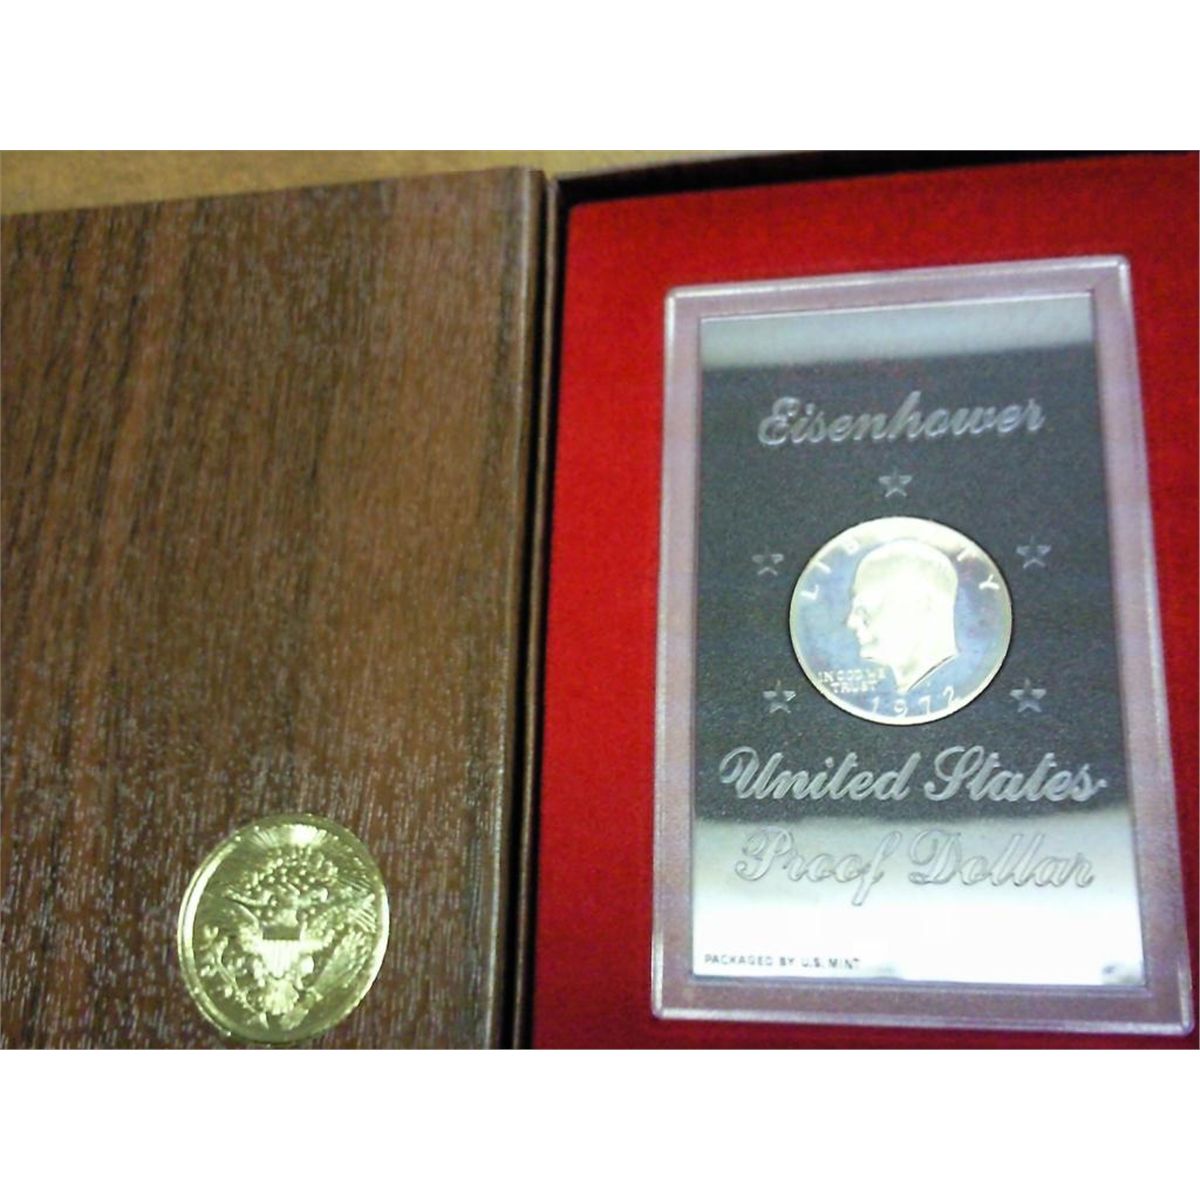 Eisenhower
LIBERTY
IN GOD WE
TRUST
1972
United States
Proof Dollar
PACKAGED BY U.S. MINT